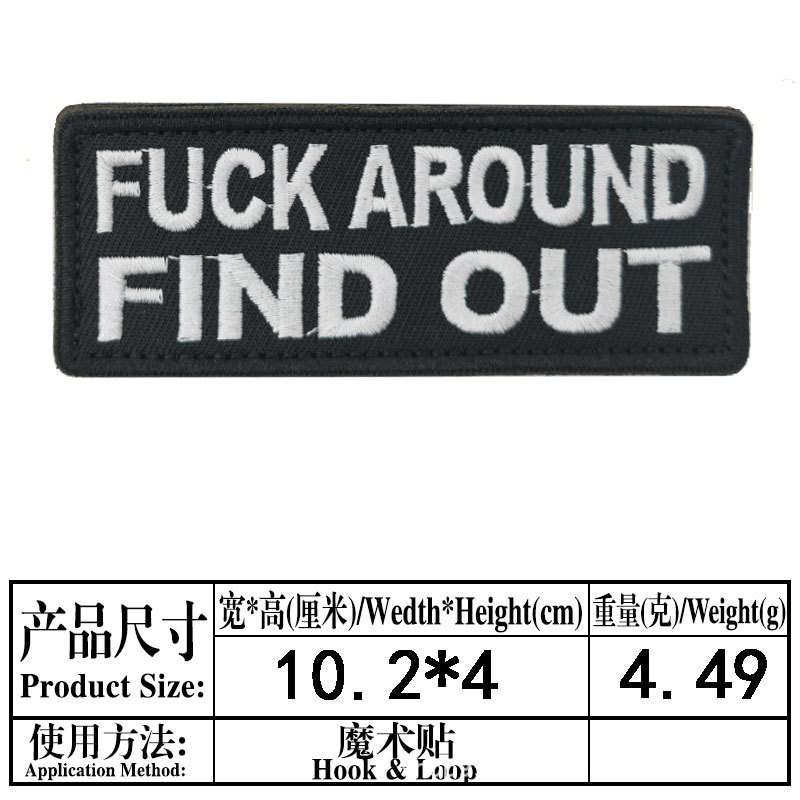 FUCK AROUND
FIND OUT
产品尺寸
Product Size:
宽*高(厘米)/Wedth*Height(cm)
重量(克)/Weight(g)
10.2*4
4.49
使用方法:
Application Method:
魔术贴
Hook & Loop